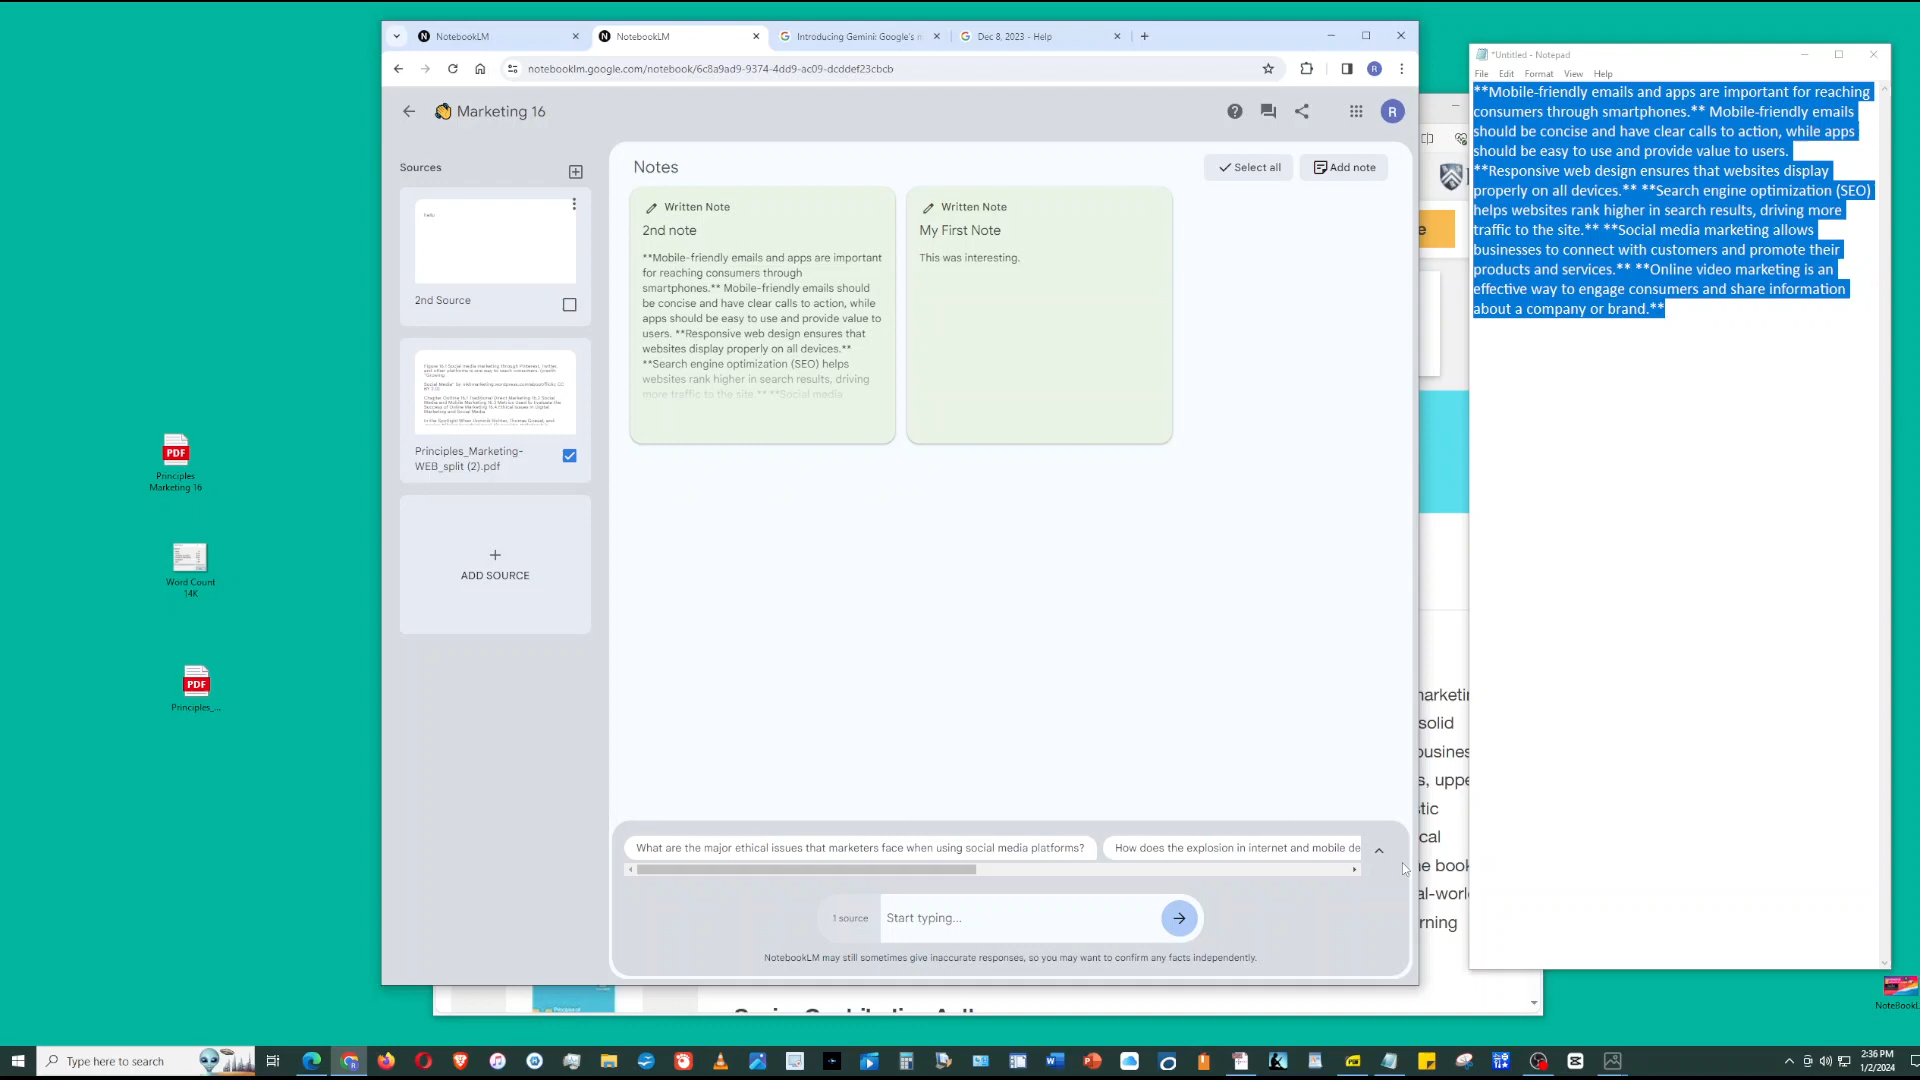 NotebookLM
NotebookLM
Introducing Gemini: Google's m
Dec 8, 2023 - Help
notebooklm.google.com/notebook/6c8a9ad9-9374-4dd9-ac09-dcddef23cbcb
R
Marketing 16
R
Sources
hello
2nd Source
Principles_Marketing-
WEB_split (2).pdf
+
ADD SOURCE
Notes
Select all
Add note
Written Note
2nd note
**Mobile-friendly emails and apps are important
for reaching consumers through
smartphones.** Mobile-friendly emails should
be concise and have clear calls to action, while
apps should be easy to use and provide value to
users. **Responsive web design ensures that
websites display properly on all devices.**
**Search engine optimization (SEO) helps
websites rank higher in search results, driving
more traffic to the site.** **Social media
Written Note
My First Note
This was interesting.
What are the major ethical issues that marketers face when using social media platforms?
How does the explosion in internet and mobile de
1 source
Start typing...
NotebookLM may still sometimes give inaccurate responses, so you may want to confirm any facts independently.
*Untitled - Notepad
File Edit Format View Help
**Mobile-friendly emails and apps are important for reaching
consumers through smartphones.** Mobile-friendly emails
should be concise and have clear calls to action, while apps
should be easy to use and provide value to users.
**Responsive web design ensures that websites display
properly on all devices.** **Search engine optimization (SEO)
helps websites rank higher in search results, driving more
traffic to the site.** **Social media marketing allows
businesses to connect with customers and promote their
products and services.** **Online video marketing is an
effective way to engage consumers and share information
about a company or brand.**
e
solid
s, uppe
PDF
Principles
Marketing 16
Word Count
14K
PDF
Principles_...
Type here to search
2:36 PM
1/2/2024